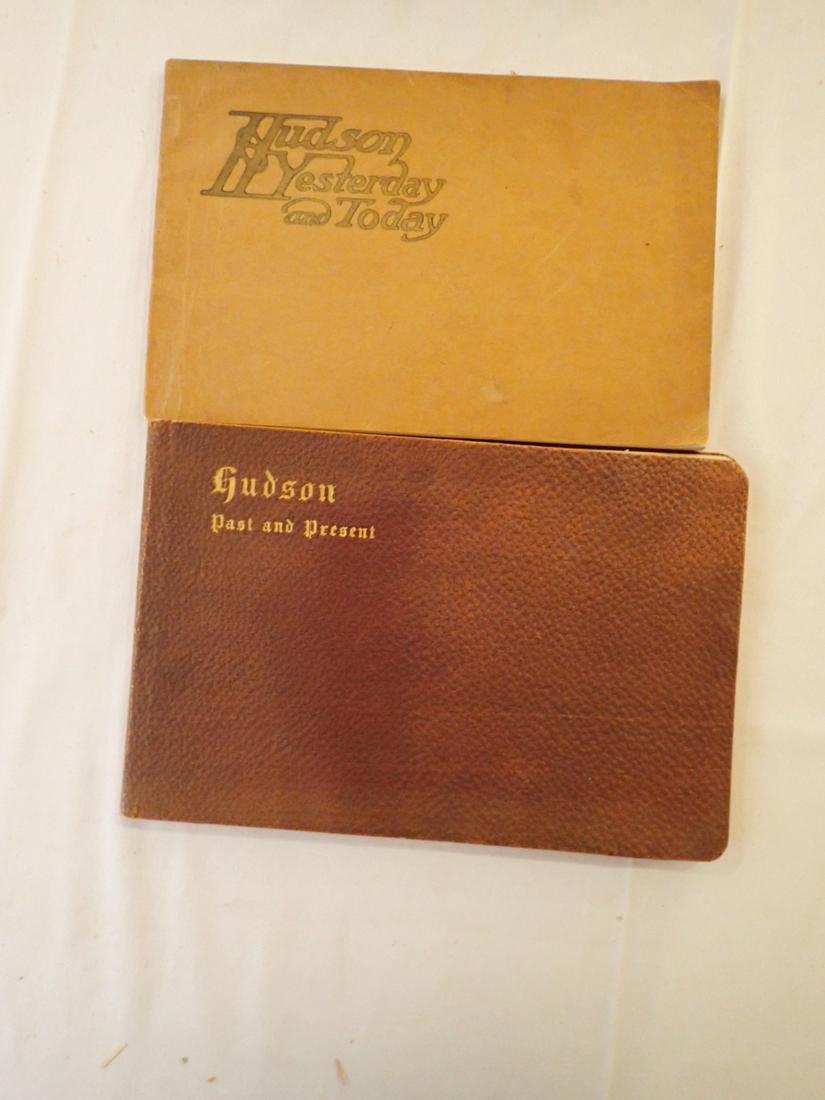 Hudson
Yesterday
and Today
Hudson
Past and Present